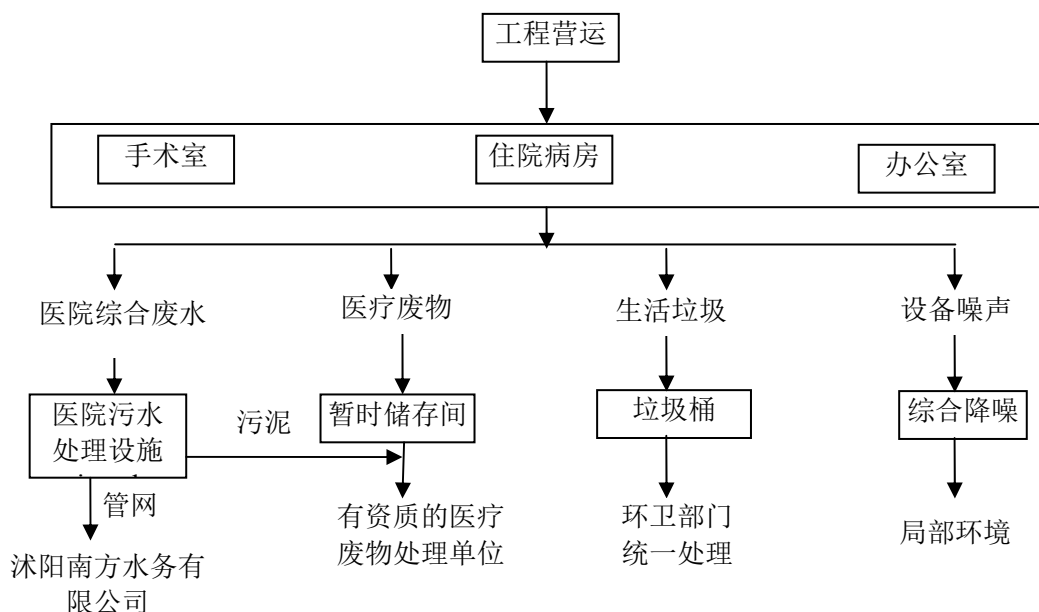 工程营运
手术室
住院病房
办公室
医院综合废水
医疗废物
生活垃圾
设备噪声
医院污水
处理设施
污泥
暂时储存间
垃圾桶
综合降噪
管网
有资质的医疗
废物处理单位
环卫部门
统一处理
局部环境
沭阳南方水务有
限公司